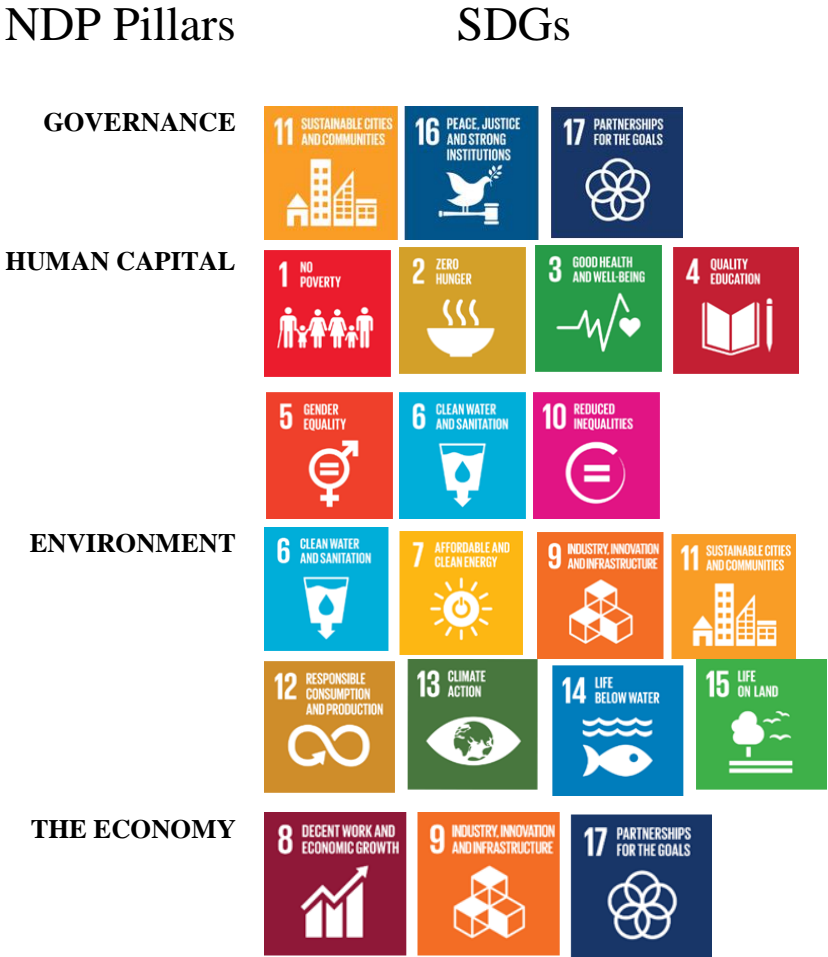 NDP Pillars SDGs
GOVERNANCE
11 SUSTAINABLE CITIES
AND COMMUNITIES
16 PEACE, JUSTICE
AND STRONG
INSTITUTIONS
17 PARTNERSHIPS
FOR THE GOALS
HUMAN CAPITAL
1 NO
POVERTY
2 ZERO
HUNGER
3 GOOD HEALTH
AND WELL-BEING
4 QUALITY
EDUCATION
5 GENDER
EQUALITY
6 CLEAN WATER
AND SANITATION
10 REDUCED
INEQUALITIES
ENVIRONMENT
6 CLEAN WATER
AND SANITATION
7 AFFORDABLE AND
CLEAN ENERGY
9 INDUSTRY, INNOVATION
AND INFRASTRUCTURE
11 SUSTAINABLE CITIES
AND COMMUNITIES
12 RESPONSIBLE
CONSUMPTION
AND PRODUCTION
13 CLIMATE
ACTION
14 LIFE
BELOW WATER
15 LIFE
ON LAND
THE ECONOMY
8 DECENT WORK AND
ECONOMIC GROWTH
9 INDUSTRY, INNOVATION
AND INFRASTRUCTURE
17 PARTNERSHIPS
FOR THE GOALS